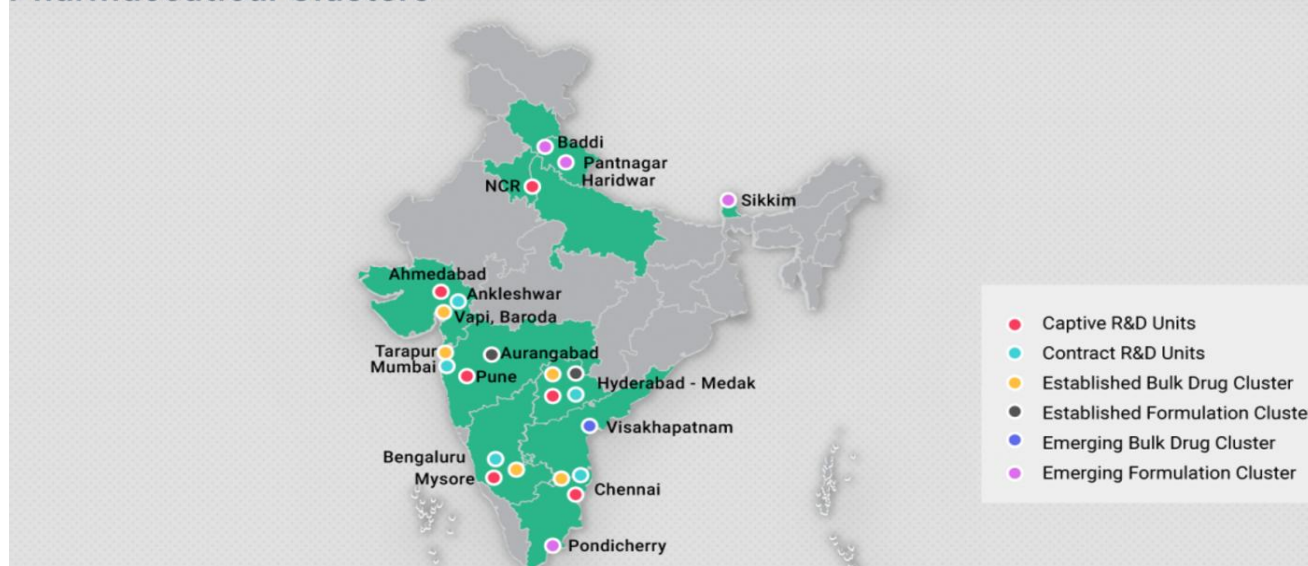 Baddi
Pantnagar
Haridwar
NCR
Sikkim
Ahmedabad
Ankleshwar
Vapi, Baroda
Tarapur
Mumbai
Aurangabad
Pune
Hyderabad - Medak
Visakhapatnam
Bengaluru
Mysore
Chennai
Pondicherry
Captive R&D Units
Contract R&D Units
Established Bulk Drug Cluster
Established Formulation Cluste
Emerging Bulk Drug Cluster
Emerging Formulation Cluster